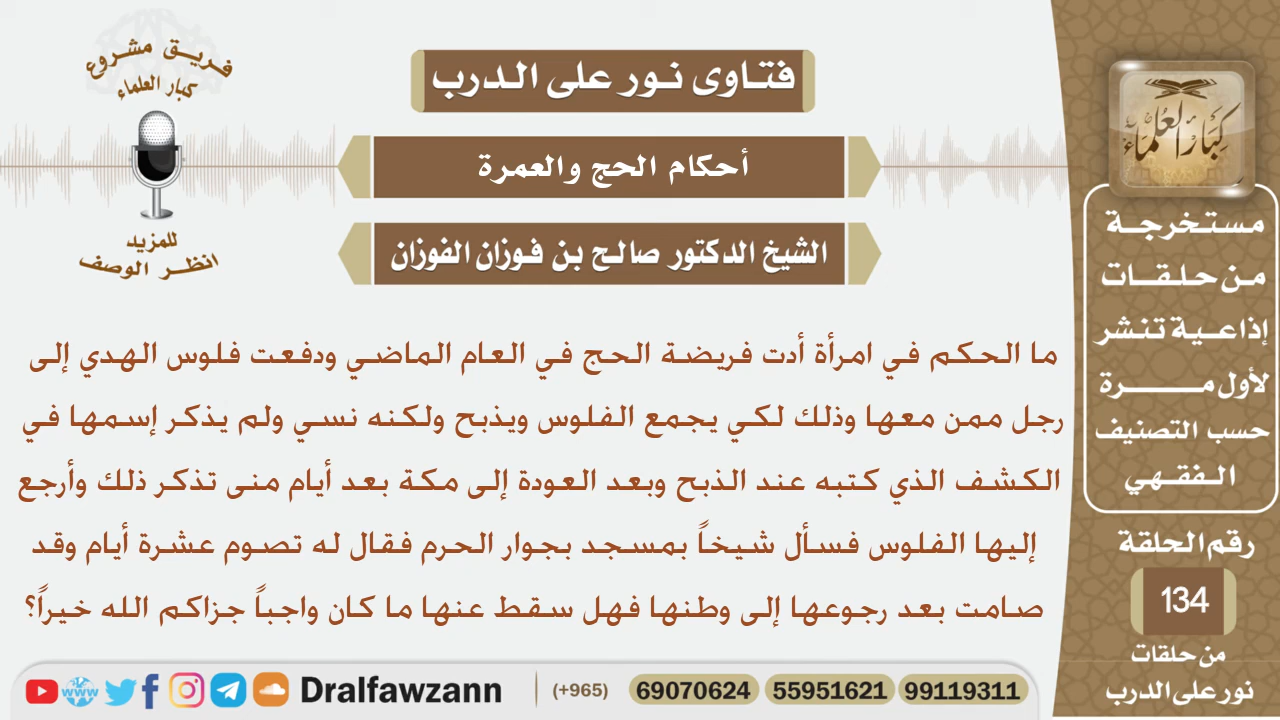 فريق مشروع
كبار العلماء
للمزيد
انظر الوصف
فتاوى نور على الدرب
أحكام الحج والعمرة
الشيخ الدكتور صالح بن فوزان الفوزان
ما الحكم في امرأة أدت فريضة الحج في العام الماضي ودفعت فلوس الهدي إلى
رجل ممن معها وذلك لكي يجمع الفلوس ويذبح ولكنه نسي ولم يذكر إسمها في
الكشف الذي كتبه عند الذبح وبعد العودة إلى مكة بعد أيام منى تذكر ذلك وأرجع
إليها الفلوس فسأل شيخاً بمسجد بجوار الحرم فقال له تصوم عشرة أيام وقد
صامت بعد رجوعها إلى وطنها فهل سقط عنها ما كان واجباً جزاكم الله خيراً؟
كبار العلماء
مستخرجة
من حلقات
إذاعية تنشر
لأول مرة
حسب التصنيف
الفقهي
رقم الحلقة
134
من حلقات
نور على الدرب
www
Dralfawzann
(+965)
69070624
55951621
99119311